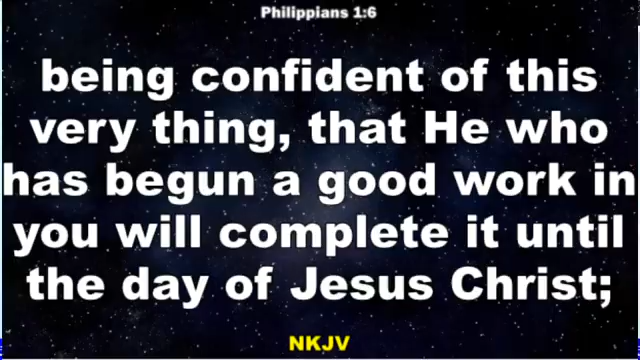 Philippians 1:6
being confident of this
very thing, that He who
has begun a good work in
you will complete it until
the day of Jesus Christ;
NKJV